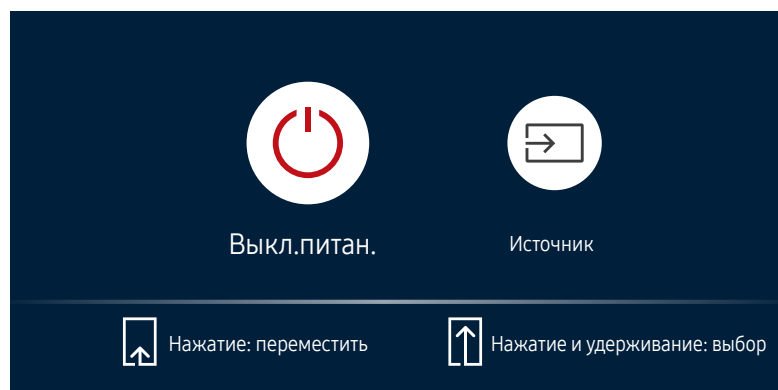 Выкл.питан.
Источник
Нажатие: переместить
Нажатие и удерживание: выбор